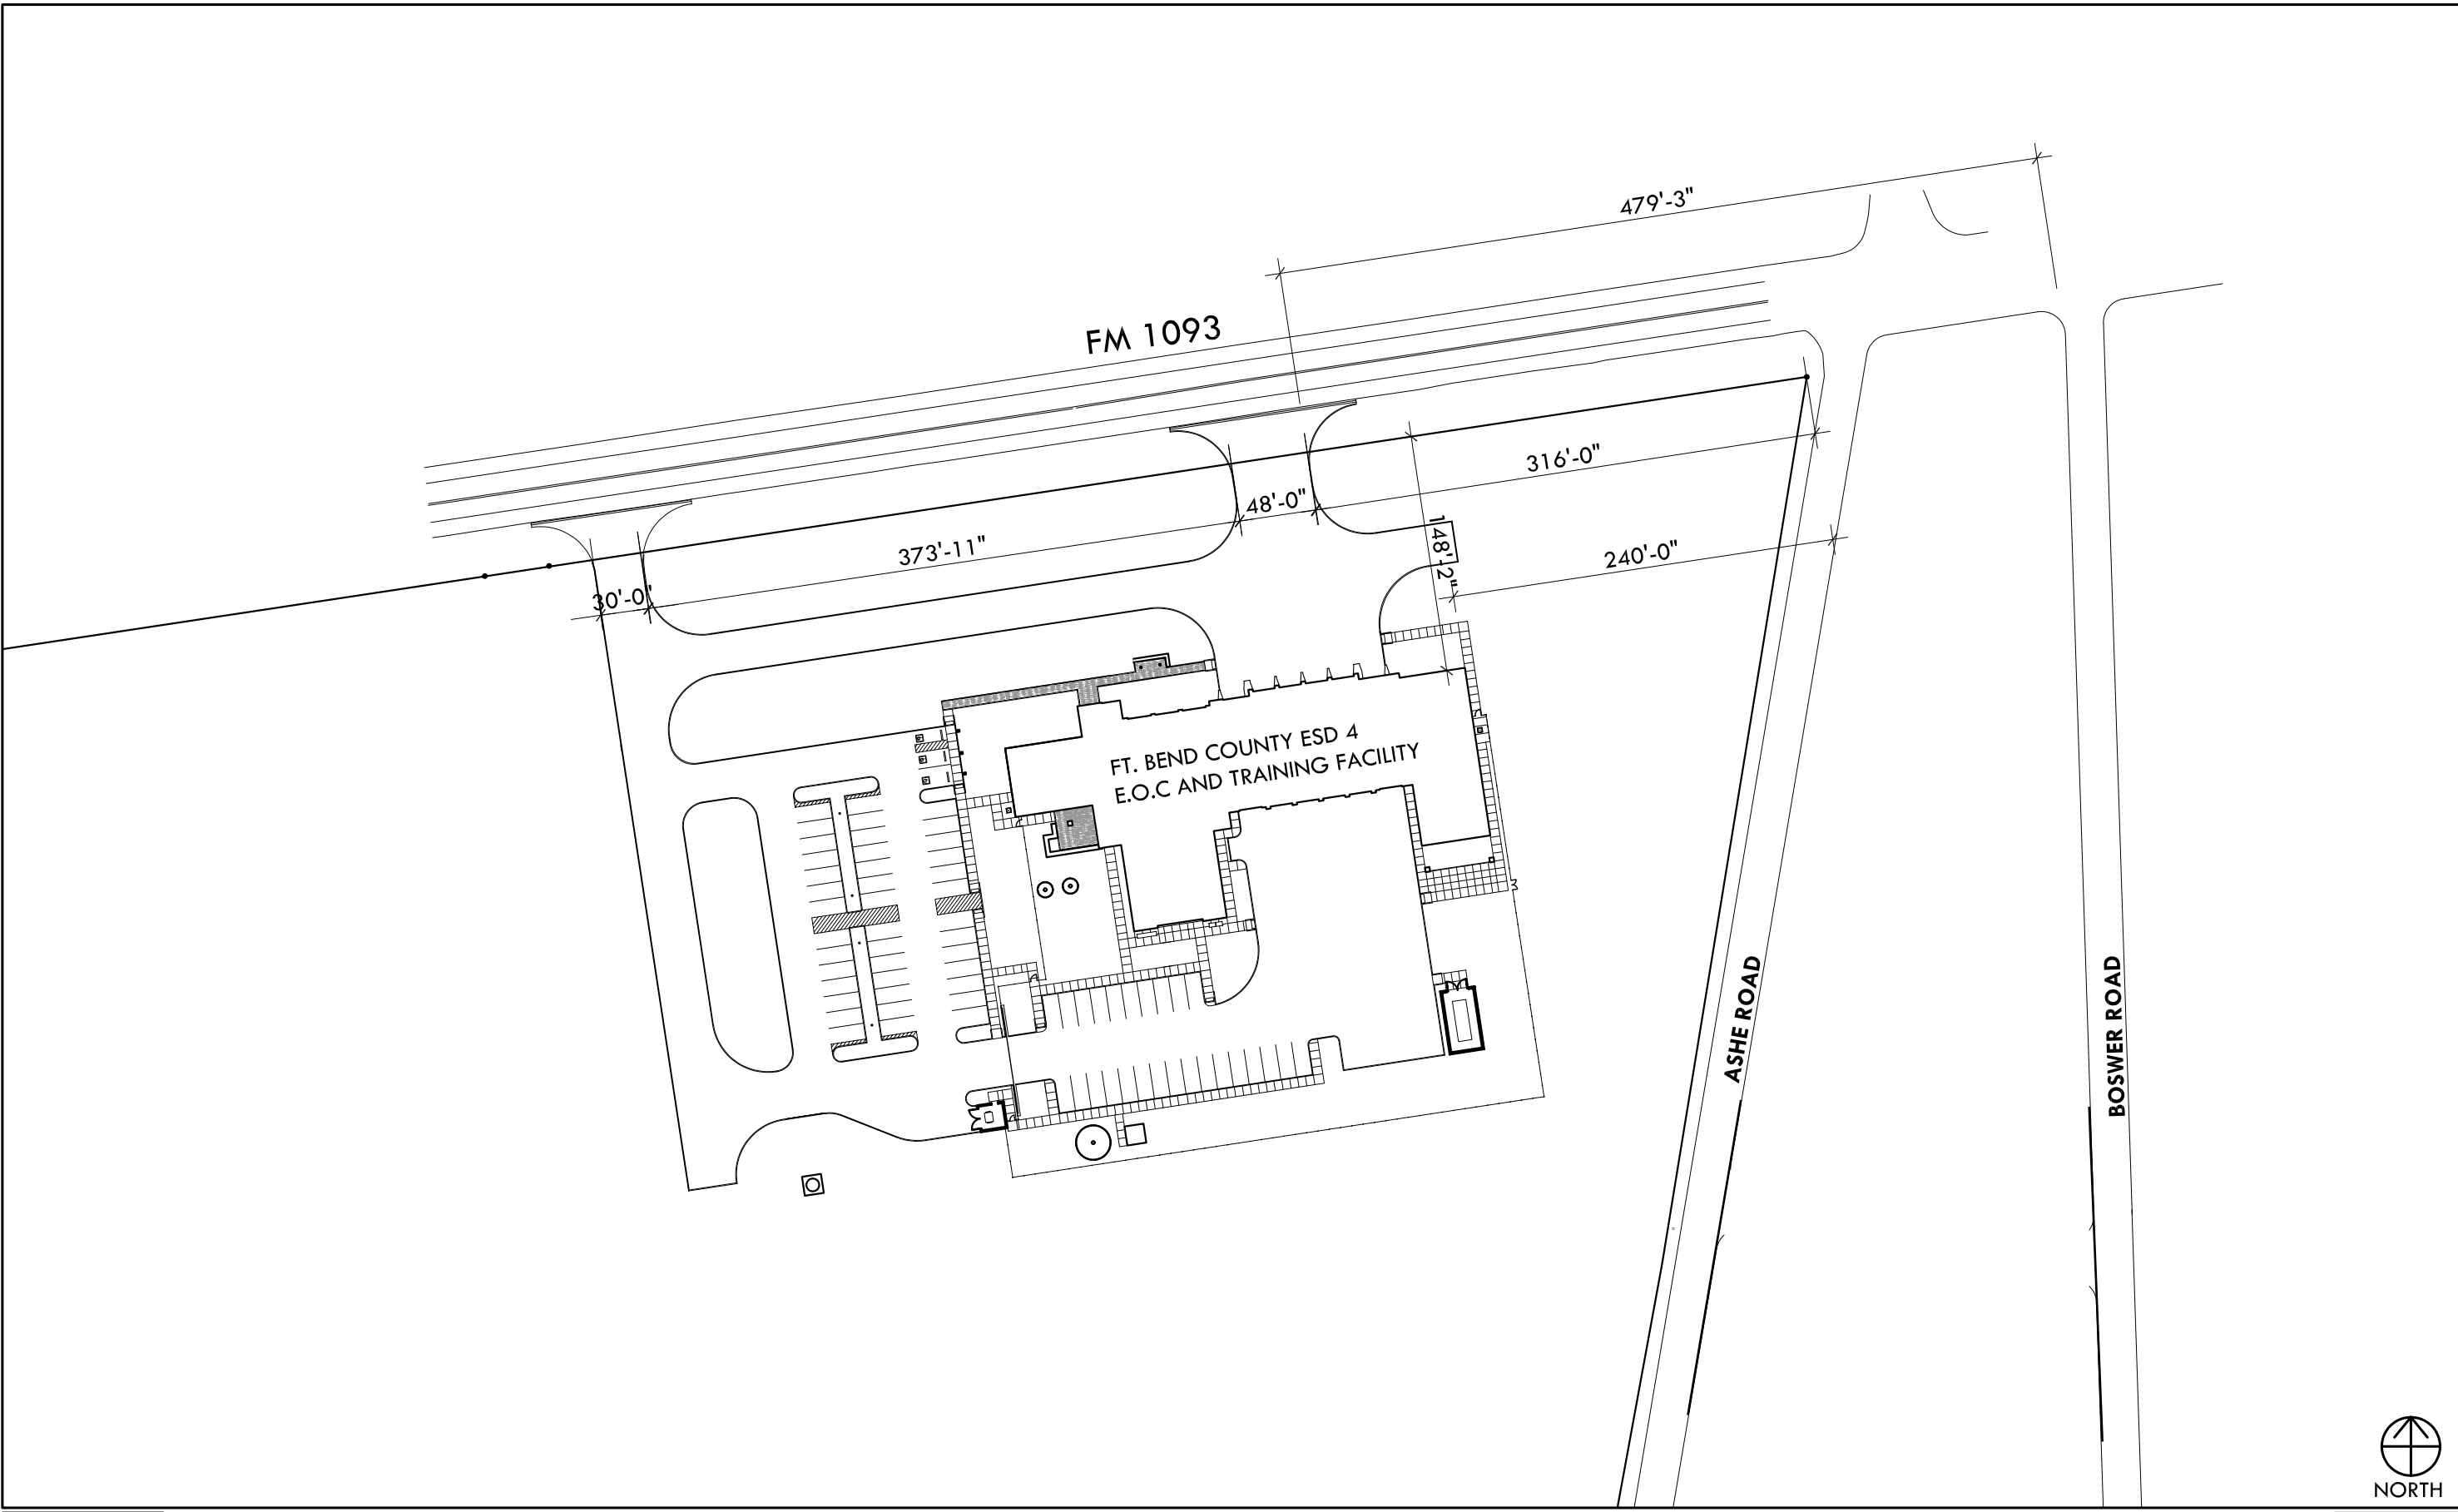 479'-3"
FM 1093
316'-0"
48'-0"
148'-2"
373'-11"
240'-0"
30'-0"
FT. BEND COUNTY ESD 4
E.O.C AND TRAINING FACILITY
ASHE ROAD
BOSWER ROAD
NORTH